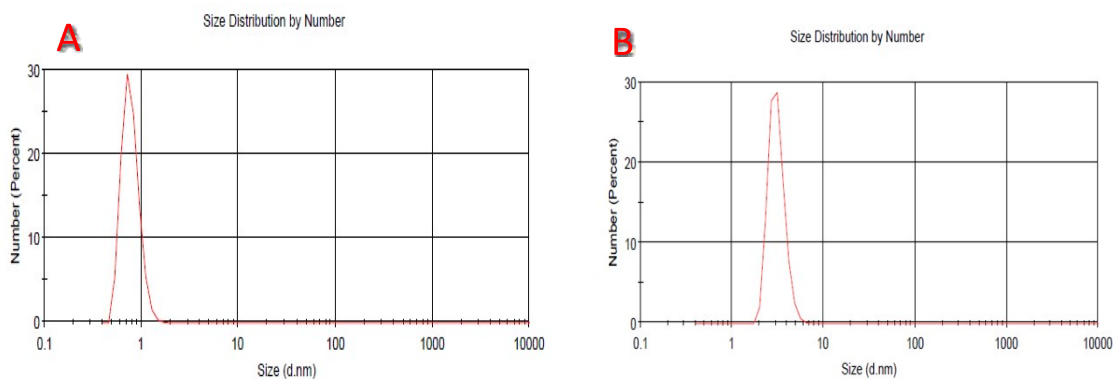 A
Size Distribution by Number
Number (Percent)
30
20
10
0
0.1 1 10 100 1000 10000
Size (d.nm)
B
Size Distribution by Number
Number (Percent)
30
20
10
0
0.1 1 10 100 1000 10000
Size (d.nm)